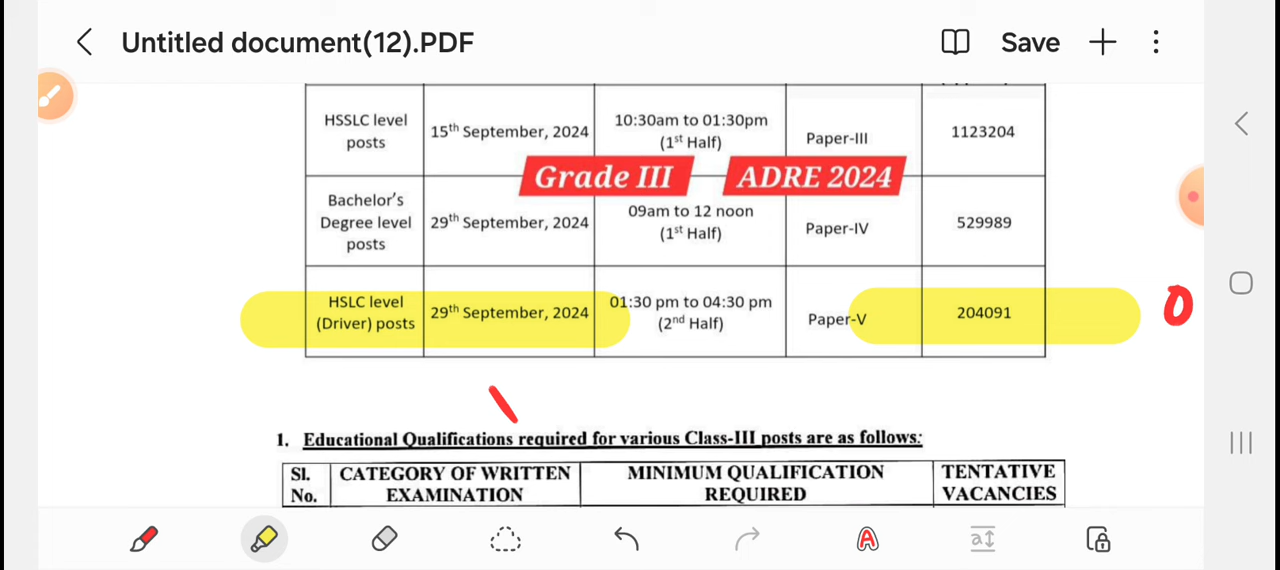 Untitled document(12).PDF
Save
HSSLC level posts 15th September, 2024 10:30am to 01:30pm (1st Half) Paper-III 1123204
Grade III ADRE 2024
Bachelor's Degree level posts 29th September, 2024 09am to 12 noon (1st Half) Paper-IV 529989
HSLC level (Driver) posts 29th September, 2024 01:30 pm to 04:30 pm (2nd Half) Paper-V 204091
1. Educational Qualifications required for various Class-III posts are as follows:
Sl. No. CATEGORY OF WRITTEN EXAMINATION MINIMUM QUALIFICATION REQUIRED TENTATIVE VACANCIES